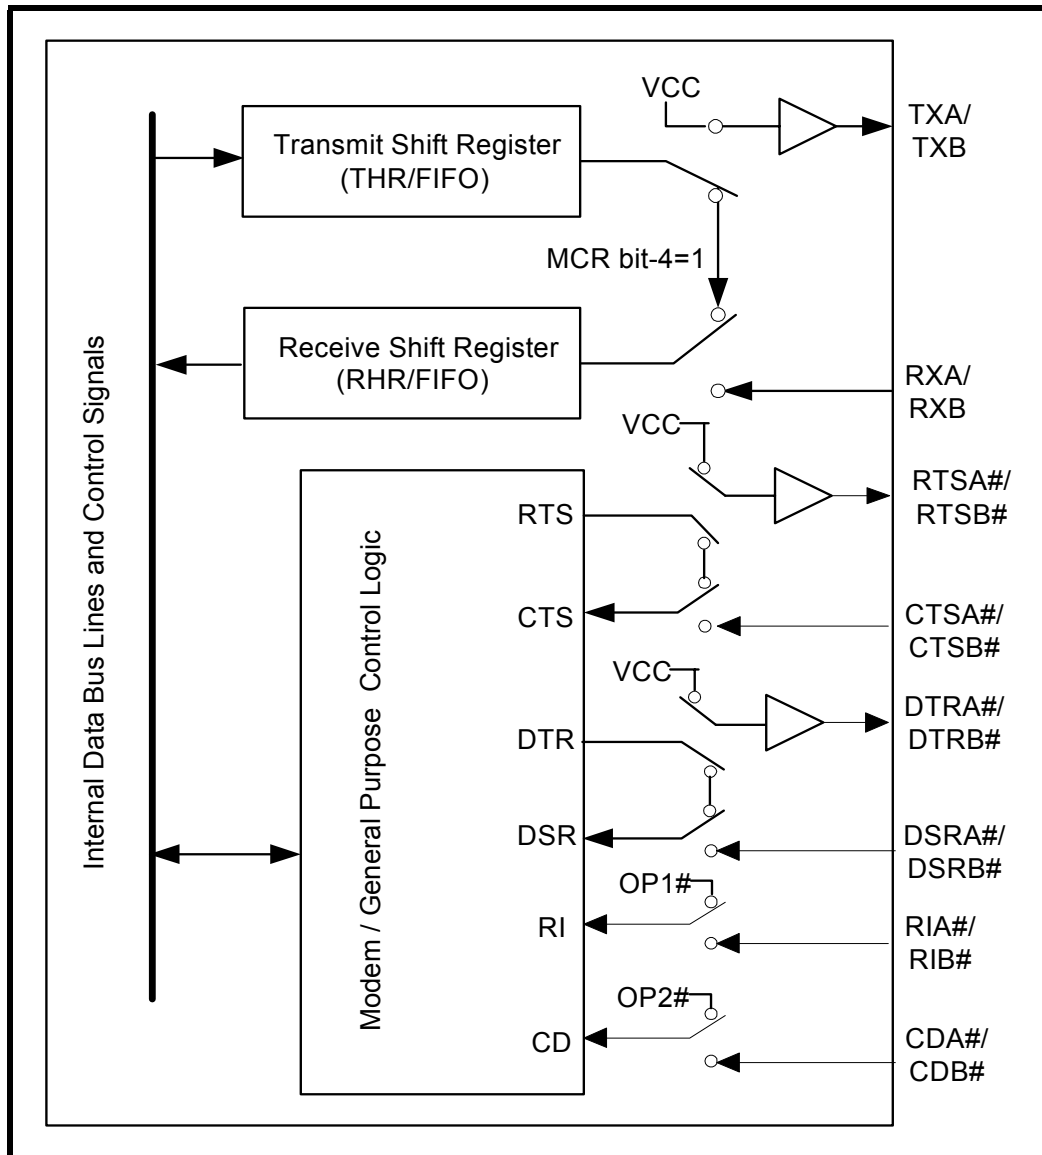 VCC
TXA/
TXB
Transmit Shift Register
(THR/FIFO)
MCR bit-4=1
Receive Shift Register
(RHR/FIFO)
RXA/
RXB
VCC
RTSA#/
RTSB#
RTS
CTS
CTSA#/
CTSB#
VCC
DTRA#/
DTRB#
DTR
DSR
DSRA#/
DSRB#
OP1#
RI
RIA#/
RIB#
OP2#
CD
CDA#/
CDB#
Internal Data Bus Lines and Control Signals
Modem / General Purpose Control Logic